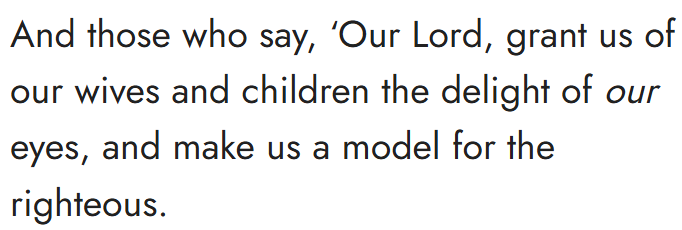 And those who say, ‘Our Lord, grant us of
our wives and children the delight of our
eyes, and make us a model for the
righteous.